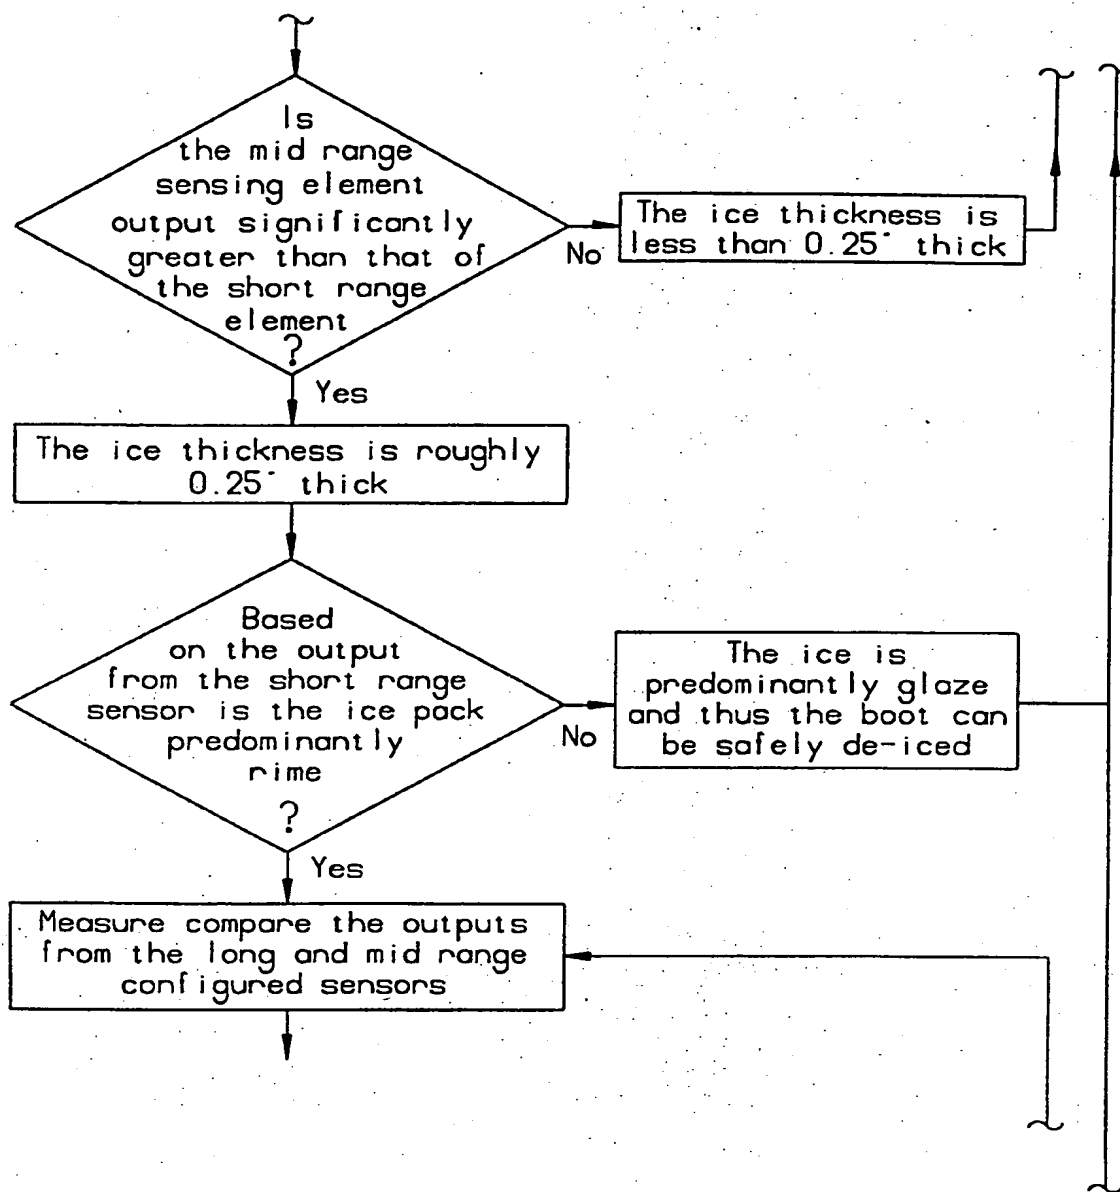 Is
the mid range
sensing element
output significantly
greater than that of
the short range
element
?
No
The ice thickness is
less than 0.25" thick
Yes
The ice thickness is roughly
0.25" thick
Based
on the output
from the short range
sensor is the ice pack
predominantly
rime
?
No
The ice is
predominantly glaze
and thus the boot can
be safely de-iced
Yes
Measure compare the outputs
from the long and mid range
configured sensors